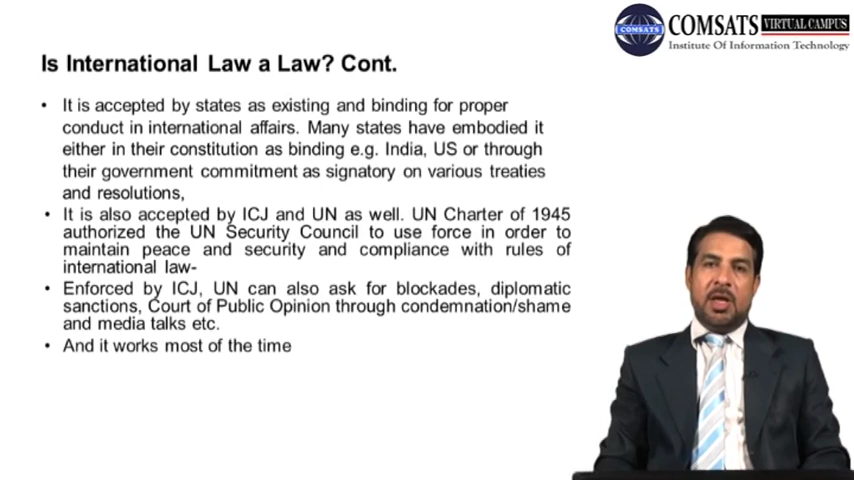 COMSATS VIRTUAL CAMPUS
COMSATS
Institute Of Information Technology
Is International Law a Law? Cont.
• It is accepted by states as existing and binding for proper
conduct in international affairs. Many states have embodied it
either in their constitution as binding e.g. India, US or through
their government commitment as signatory on various treaties
and resolutions,
• It is also accepted by ICJ and UN as well. UN Charter of 1945
authorized the UN Security Council to use force in order to
maintain peace and security and compliance with rules of
international law-
• Enforced by ICJ, UN can also ask for blockades, diplomatic
sanctions, Court of Public Opinion through condemnation/shame
and media talks etc.
• And it works most of the time